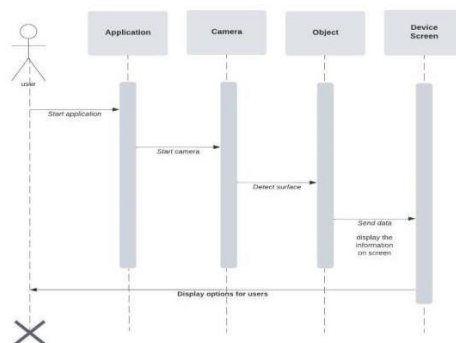 Application
Camera
Object
Device
Screen
user
Start application
Start camera
Detect surface
Send data
display the
information
on screen
Display options for users